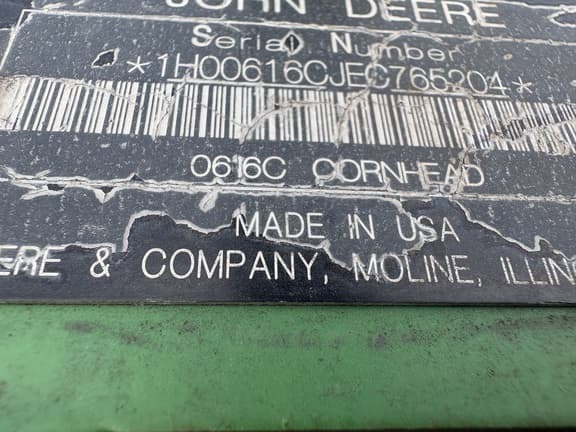 JOHN DEERE
Serial Number
*1H00616CJEC765204*
0616C CORNHEAD
MADE IN USA
ERE & COMPANY, MOLINE, ILLIN